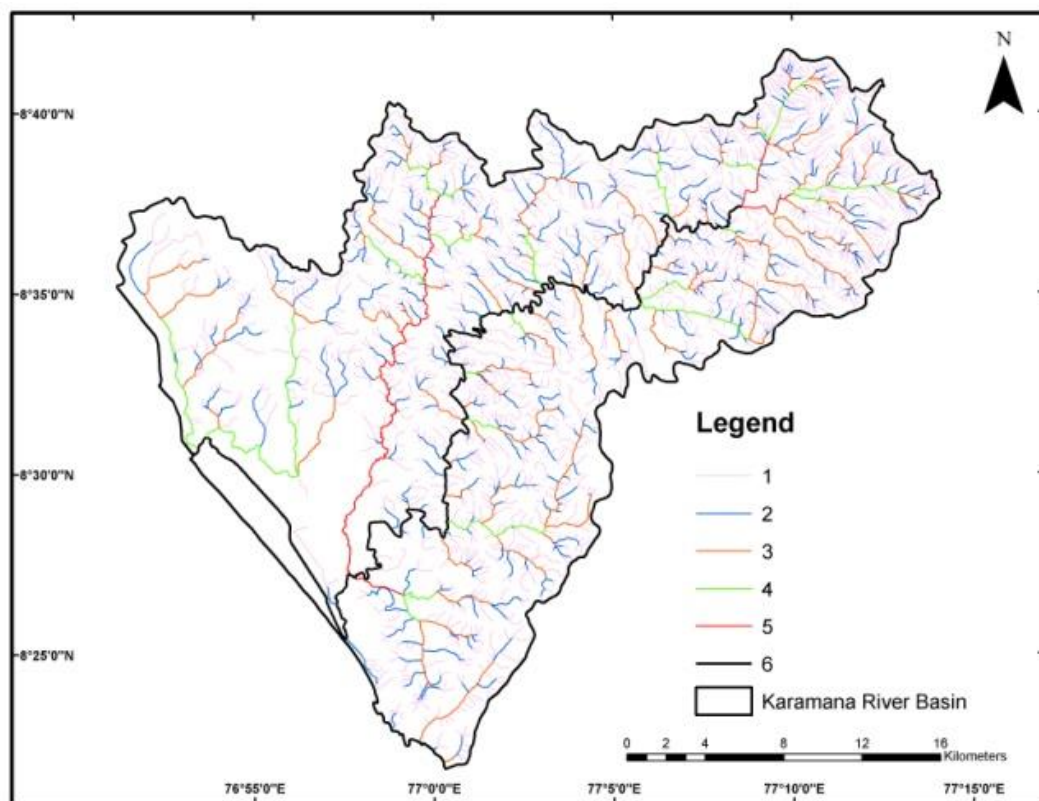 N
8°40'0"N
8°35'0"N
8°30'0"N
8°25'0"N
Legend
1
2
3
4
5
6
Karamana River Basin
0 2 4 8 12 16
Kilometers
76°55'0"E 77°0'0"E 77°5'0"E 77°10'0"E 77°15'0"E